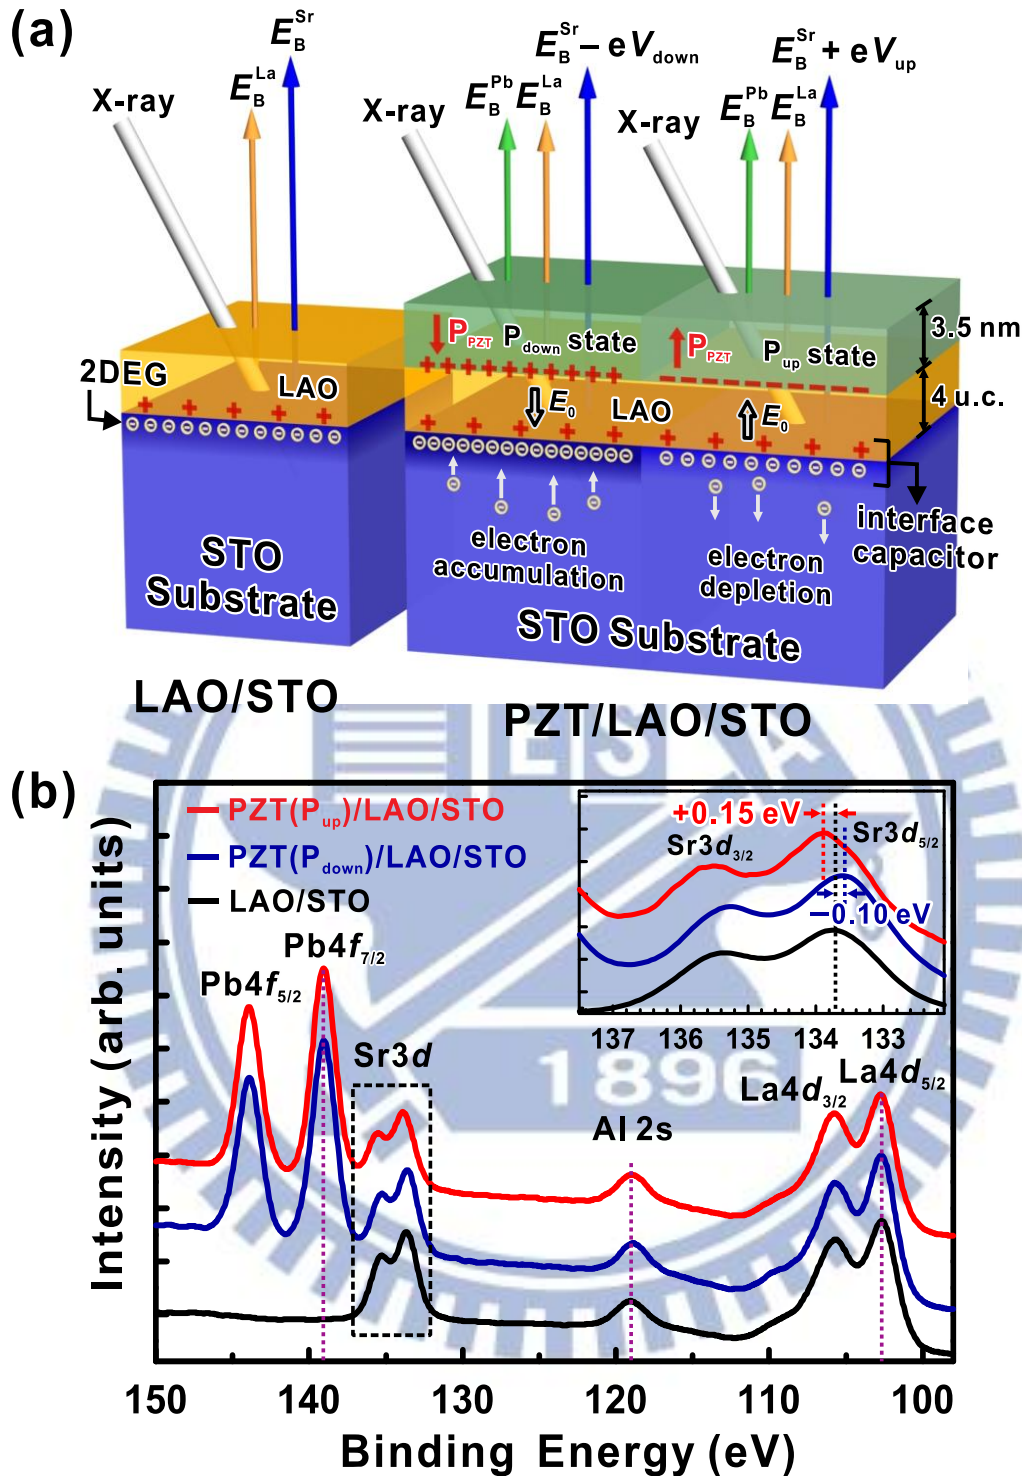 (a)
E_B^La
E_B^Sr
X-ray
2DEG
LAO
STO
Substrate
LAO/STO
X-ray
E_B^Pb
E_B^La
E_B^Sr − eV_down
X-ray
E_B^Pb
E_B^La
E_B^Sr + eV_up
P_PZT
P_down state
P_PZT
P_up state
3.5 nm
4 u.c.
E_0
LAO
E_0
interface
capacitor
electron
accumulation
electron
depletion
STO Substrate
PZT/LAO/STO
(b)
PZT(P_up)/LAO/STO
PZT(P_down)/LAO/STO
LAO/STO
+0.15 eV
Sr3d_3/2
Sr3d_5/2
−0.10 eV
137 136 135 134 133
Pb4f_7/2
Pb4f_5/2
Sr3d
Al 2s
La4d_3/2
La4d_5/2
E S A
1896
Intensity (arb. units)
150 140 130 120 110 100
Binding Energy (eV)